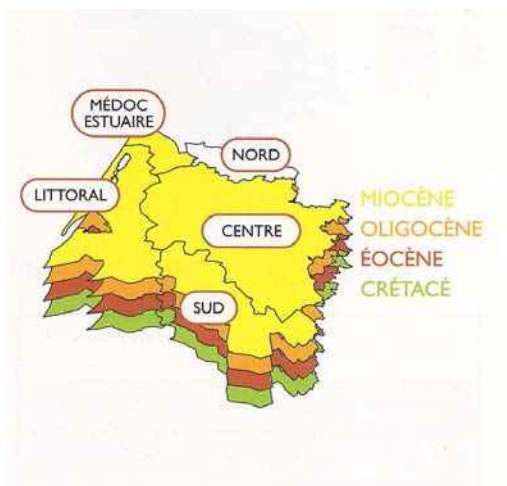 MÉDOC
ESTUAIRE
NORD
LITTORAL
CENTRE
SUD
MIOCÈNE
OLIGOCÈNE
ÉOCÈNE
CRÉTACÉ